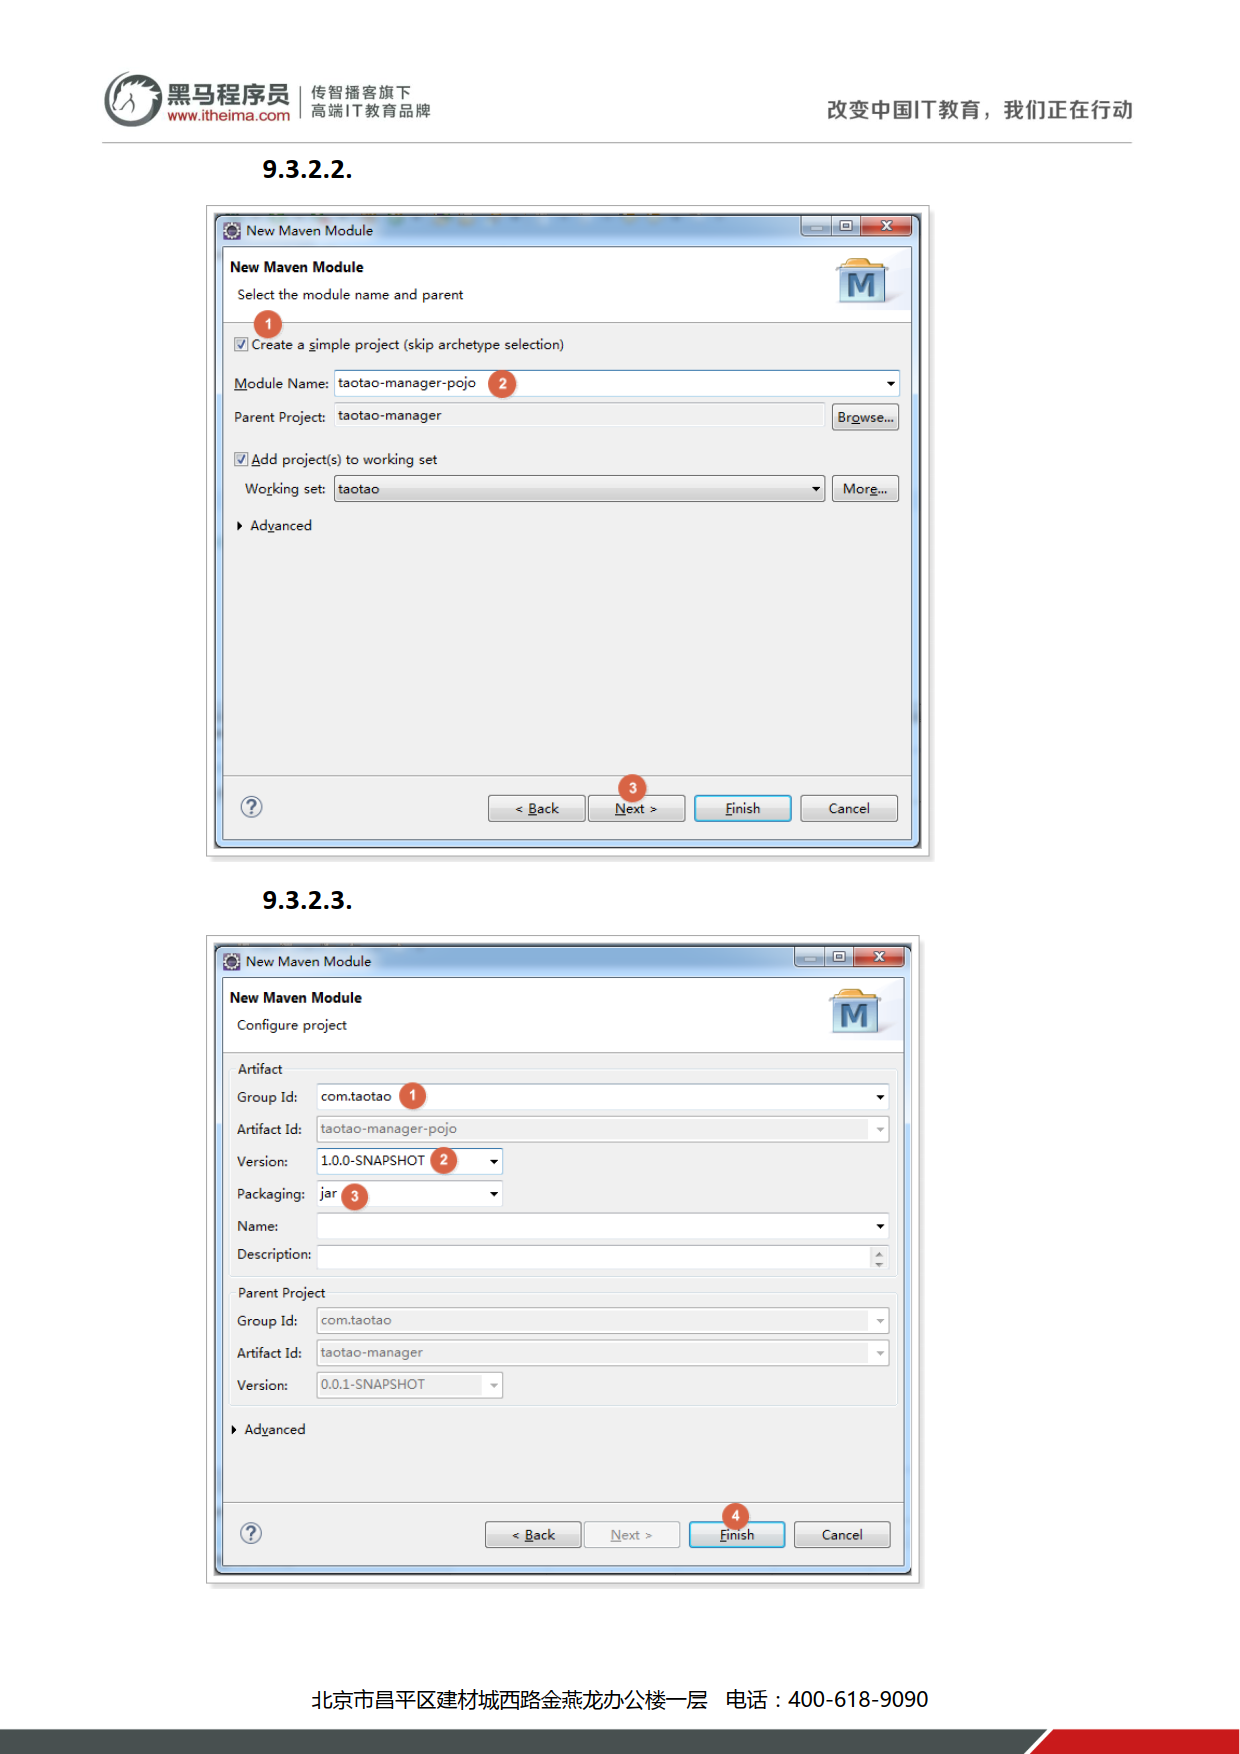 黑马程序员
www.itheima.com
传智播客旗下
高端IT教育品牌
改变中国IT教育，我们正在行动
9.3.2.2.
New Maven Module
New Maven Module
Select the module name and parent
1
Create a simple project (skip archetype selection)
Module Name: taotao-manager-pojo 2
Parent Project: taotao-manager Browse...
Add project(s) to working set
Working set: taotao More...
Advanced
3
? < Back Next > Finish Cancel
9.3.2.3.
New Maven Module
New Maven Module
Configure project
Artifact
Group Id: com.taotao 1
Artifact Id: taotao-manager-pojo
Version: 1.0.0-SNAPSHOT 2
Packaging: jar 3
Name:
Description:
Parent Project
Group Id: com.taotao
Artifact Id: taotao-manager
Version: 0.0.1-SNAPSHOT
Advanced
4
? < Back Next > Finish Cancel
北京市昌平区建材城西路金燕龙办公楼一层 电话：400-618-9090